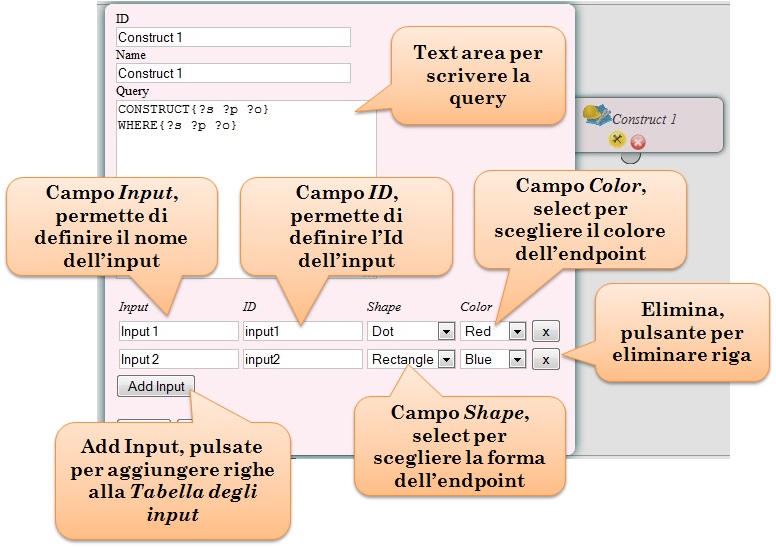 ID
Construct 1
Name
Construct 1
Query
CONSTRUCT{?s ?p ?o}
WHERE{?s ?p ?o}
Text area per
scrivere la
query
Construct 1
Campo Input,
permette di
definire il nome
dell'input
Campo ID,
permette di
definire l'Id
dell'input
Campo Color,
select per
scegliere il colore
dell'endpoint
Input ID Shape Color
Input 1 input1 Dot Red x
Input 2 input2 Rectangle Blue x
Add Input
Elimina,
pulsante per
eliminare riga
Add Input, pulsate
per aggiungere righe
alla Tabella degli
input
Campo Shape,
select per
scegliere la forma
dell'endpoint